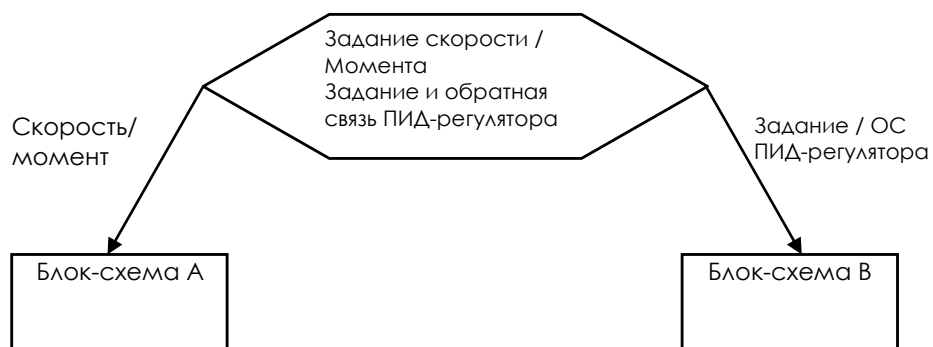 Задание скорости /
Момента
Задание и обратная
связь ПИД-регулятора
Скорость/
момент
Задание / ОС
ПИД-регулятора
Блок-схема А
Блок-схема В